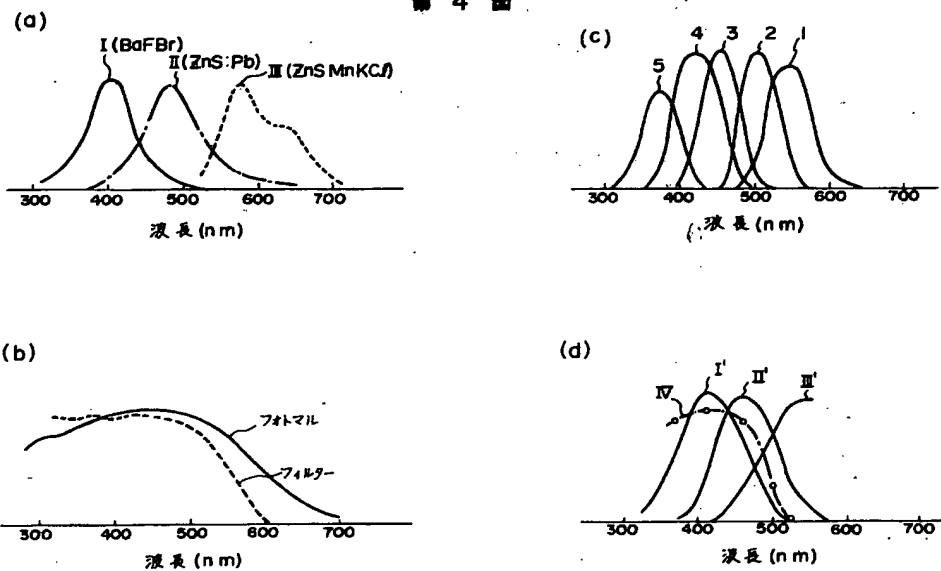 第 4 図
(a)
I (BaFBr)
II (ZnS:Pb)
III (ZnS MnKCl)
300 400 500 600 700
波長 (nm)
(c)
5 4 3 2 1
300 400 500 600 700
波長 (nm)
(b)
フォトマル
フィルター
300 400 500 600 700
波長 (nm)
(d)
IV I' II' III'
300 400 500 600 700
波長 (nm)